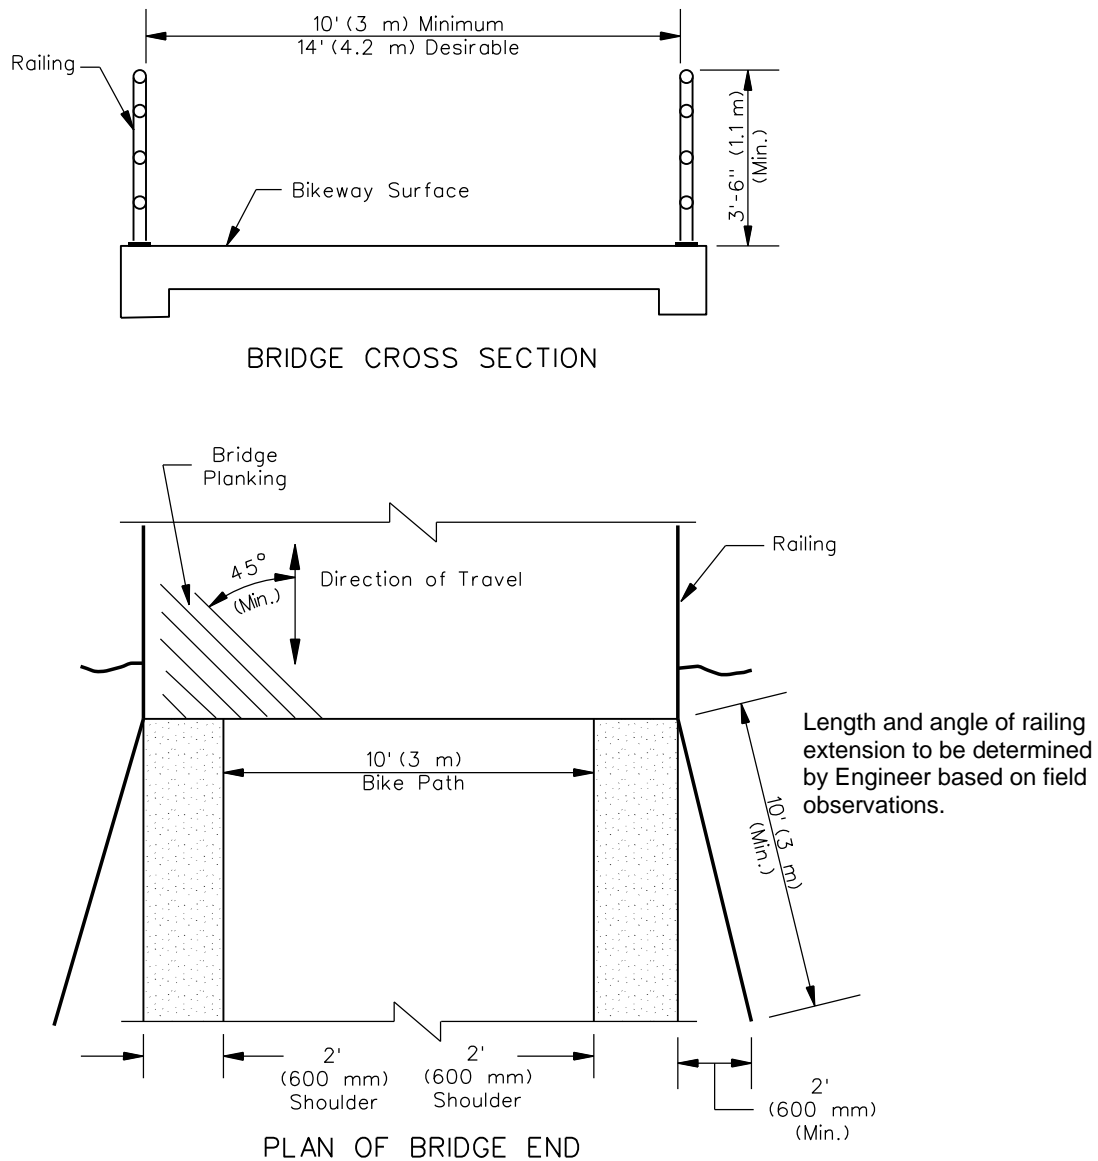 10' (3 m) Minimum
14' (4.2 m) Desirable
Railing
3'-6" (1.1 m)
(Min.)
Bikeway Surface
BRIDGE CROSS SECTION
Bridge
Planking
Railing
45°
(Min.)
Direction of Travel
Length and angle of railing
extension to be determined
by Engineer based on field
observations.
10' (3 m)
Bike Path
10' (3 m)
(Min.)
2'
(600 mm)
Shoulder
2'
(600 mm)
Shoulder
2'
(600 mm)
(Min.)
PLAN OF BRIDGE END